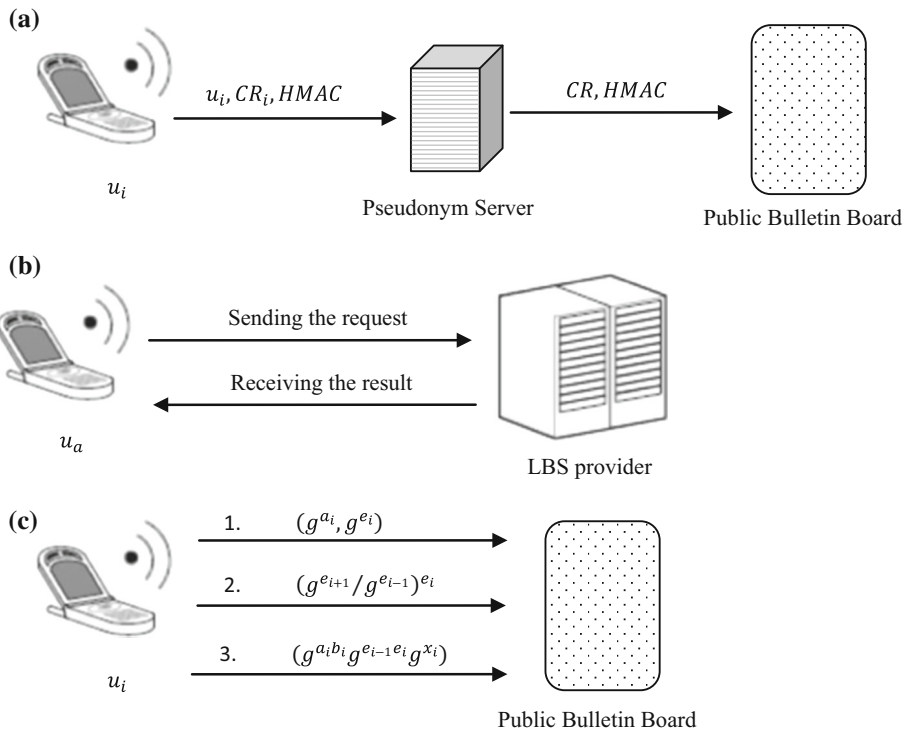 (a)
u_i, CR_i, HMAC
CR, HMAC
u_i
Pseudonym Server
Public Bulletin Board
(b)
Sending the request
Receiving the result
u_a
LBS provider
(c)
1. (g^{a_i}, g^{e_i})
2. (g^{e_{i+1}}/g^{e_{i-1}})^{e_i}
3. (g^{a_i b_i} g^{e_{i-1} e_i} g^{x_i})
u_i
Public Bulletin Board